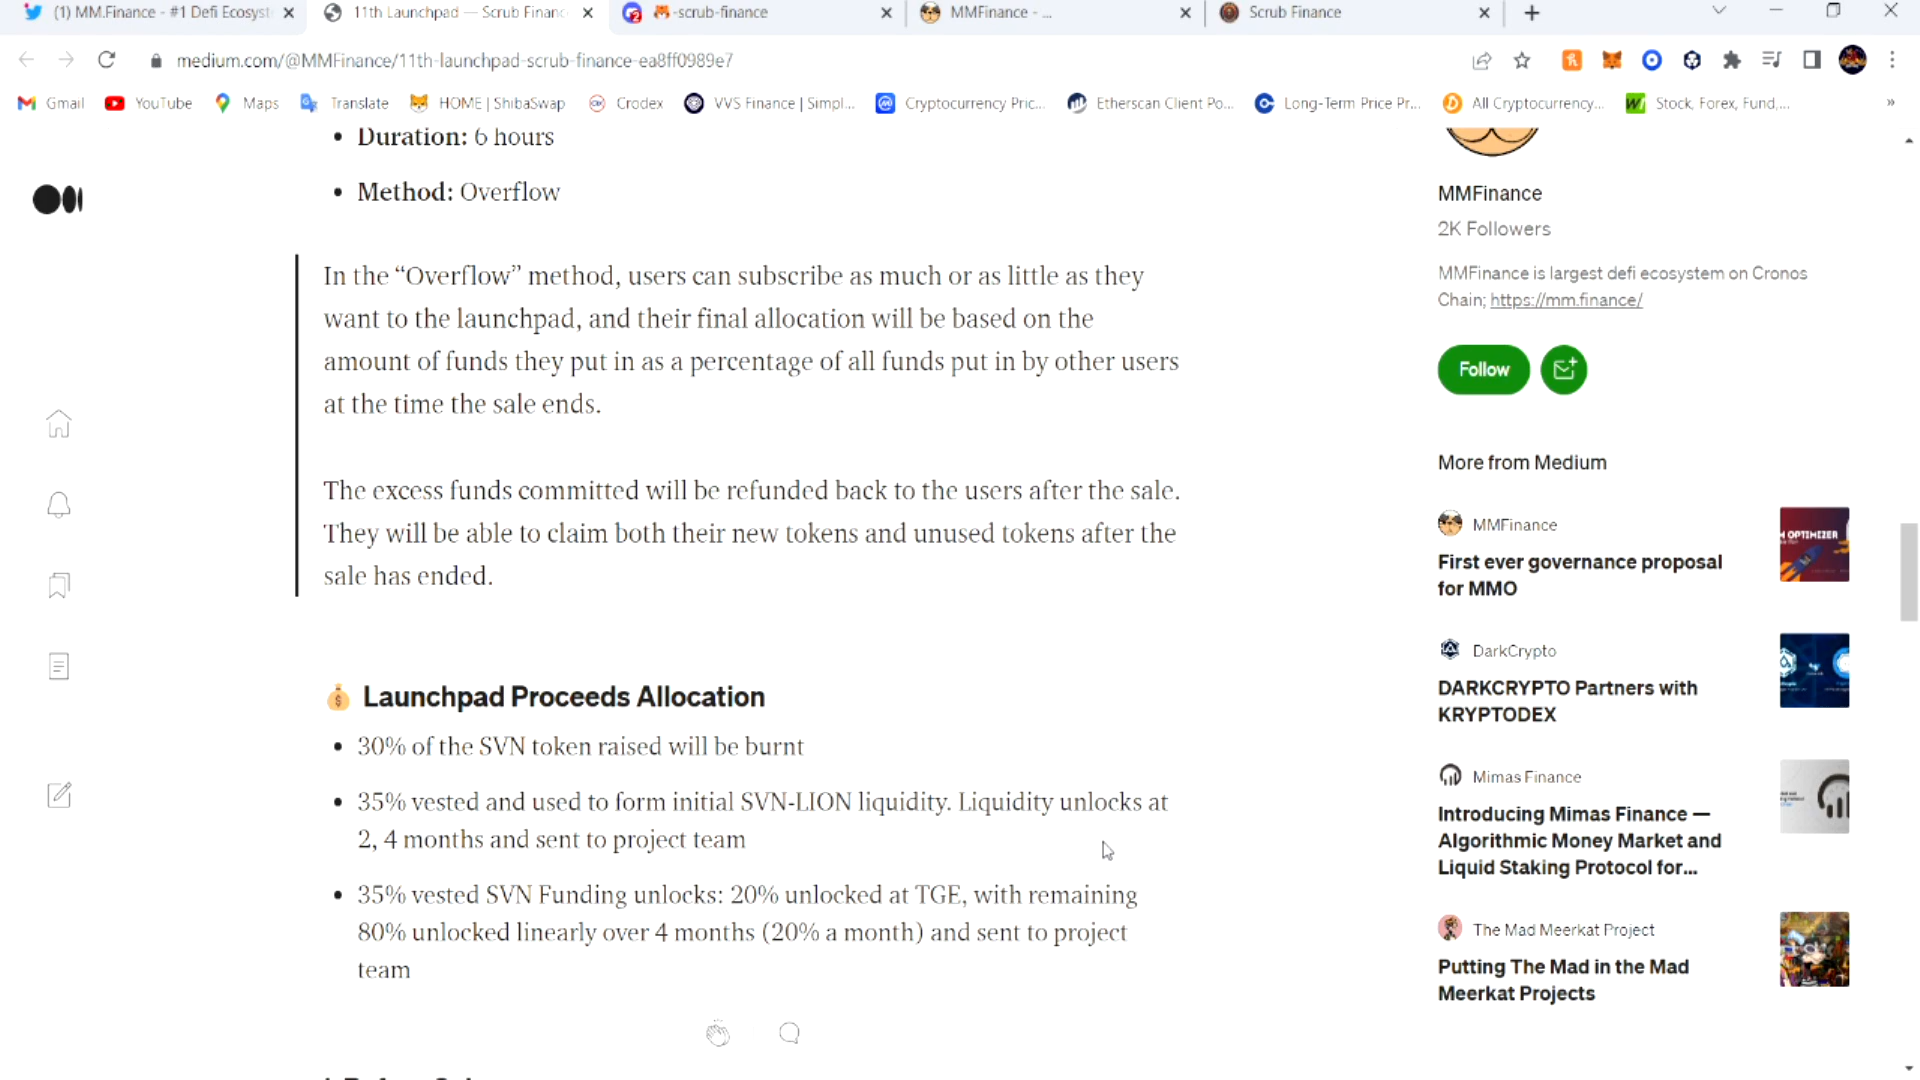 (1) MM.Finance - #1 Defi Ecosyst
11th Launchpad — Scrub Financ
2
-scrub-finance
MMFinance - ...
Scrub Finance
medium.com/@MMFinance/11th-launchpad-scrub-finance-ea8ff0989e7
Gmail
YouTube
Maps
Translate
HOME | ShibaSwap
Crodex
VVS Finance | Simpl...
Cryptocurrency Pric...
Etherscan Client Po...
Long-Term Price Pr...
All Cryptocurrency...
Stock, Forex, Fund,...
»
• Duration: 6 hours
• Method: Overflow
In the “Overflow” method, users can subscribe as much or as little as they
want to the launchpad, and their final allocation will be based on the
amount of funds they put in as a percentage of all funds put in by other users
at the time the sale ends.
The excess funds committed will be refunded back to the users after the sale.
They will be able to claim both their new tokens and unused tokens after the
sale has ended.
💰 Launchpad Proceeds Allocation
• 30% of the SVN token raised will be burnt
• 35% vested and used to form initial SVN-LION liquidity. Liquidity unlocks at
2, 4 months and sent to project team
• 35% vested SVN Funding unlocks: 20% unlocked at TGE, with remaining
80% unlocked linearly over 4 months (20% a month) and sent to project
team
MMFinance
2K Followers
MMFinance is largest defi ecosystem on Cronos
Chain; https://mm.finance/
Follow
More from Medium
MMFinance
First ever governance proposal
for MMO
OPTIMIZER
DarkCrypto
DARKCRYPTO Partners with
KRYPTODEX
Mimas Finance
Introducing Mimas Finance —
Algorithmic Money Market and
Liquid Staking Protocol for...
The Mad Meerkat Project
Putting The Mad in the Mad
Meerkat Projects